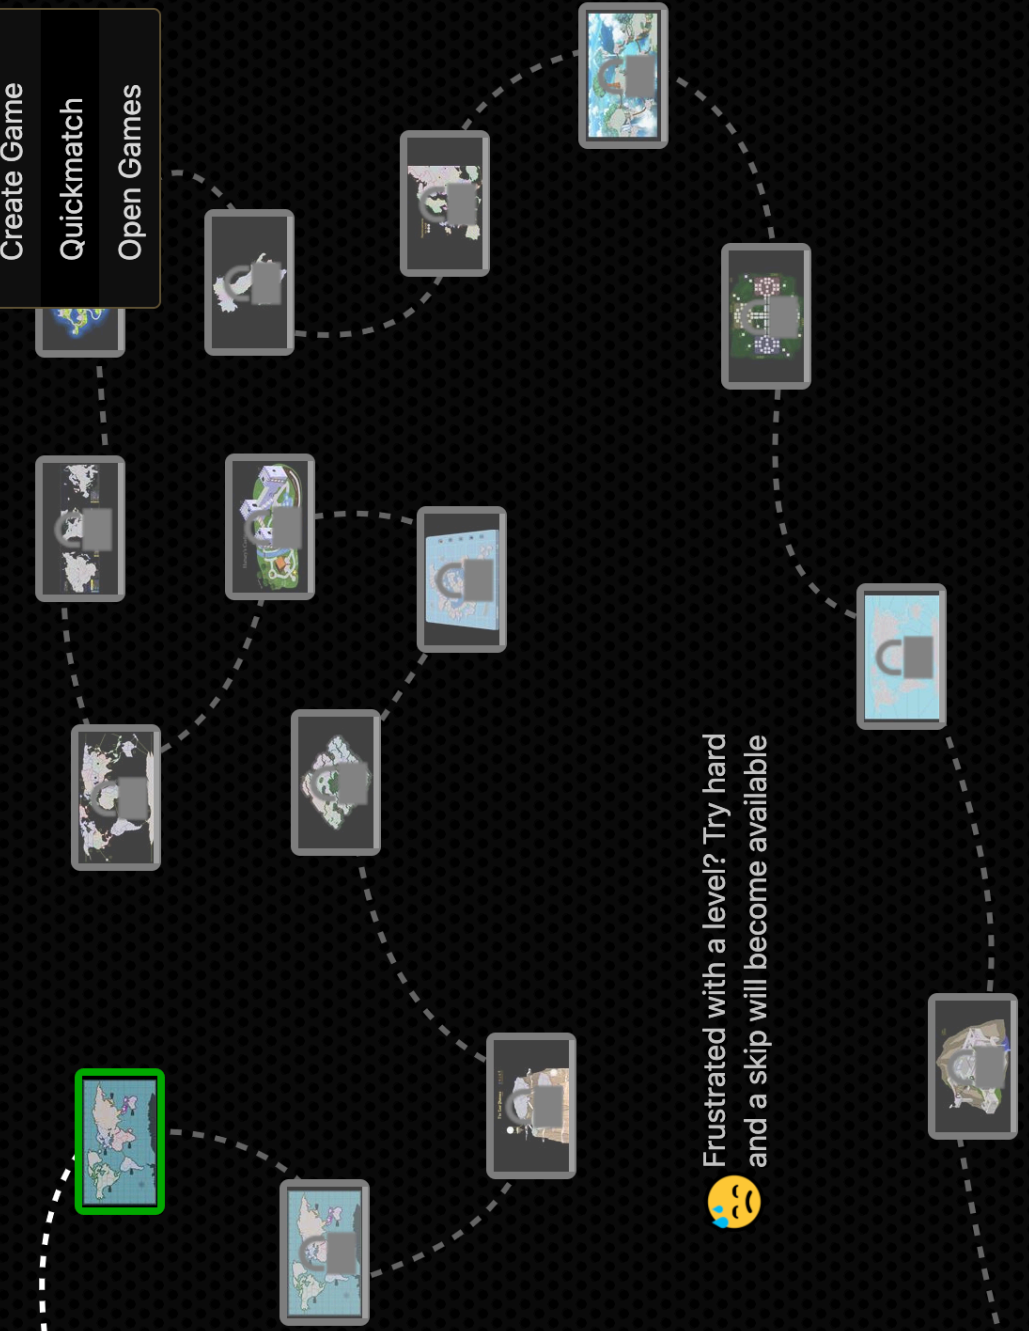 Create Game
Quickmatch
Open Games
Frustrated with a level? Try hard
and a skip will become available